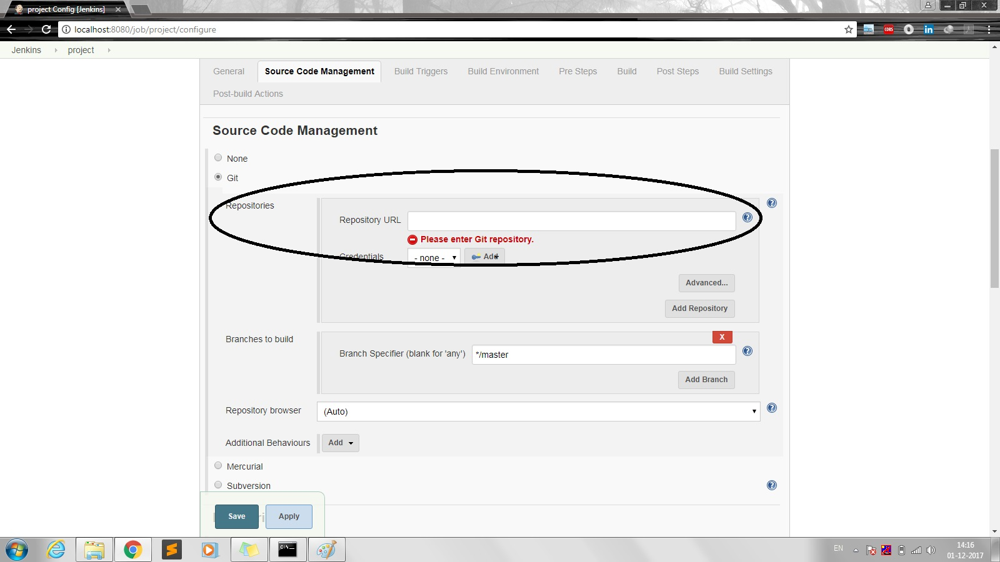 project Config [Jenkins]
localhost:8080/job/project/configure
CORS
in
Jenkins project
General Source Code Management Build Triggers Build Environment Pre Steps Build Post Steps Build Settings
Post-build Actions
Source Code Management
None
Git
Repositories
Repository URL
Please enter Git repository.
Credentials - none - Add
Advanced...
Add Repository
Branches to build
X
Branch Specifier (blank for 'any') */master
Add Branch
Repository browser (Auto)
Additional Behaviours Add
Mercurial
Subversion
Save Apply
C:\_
EN
14:16
01-12-2017